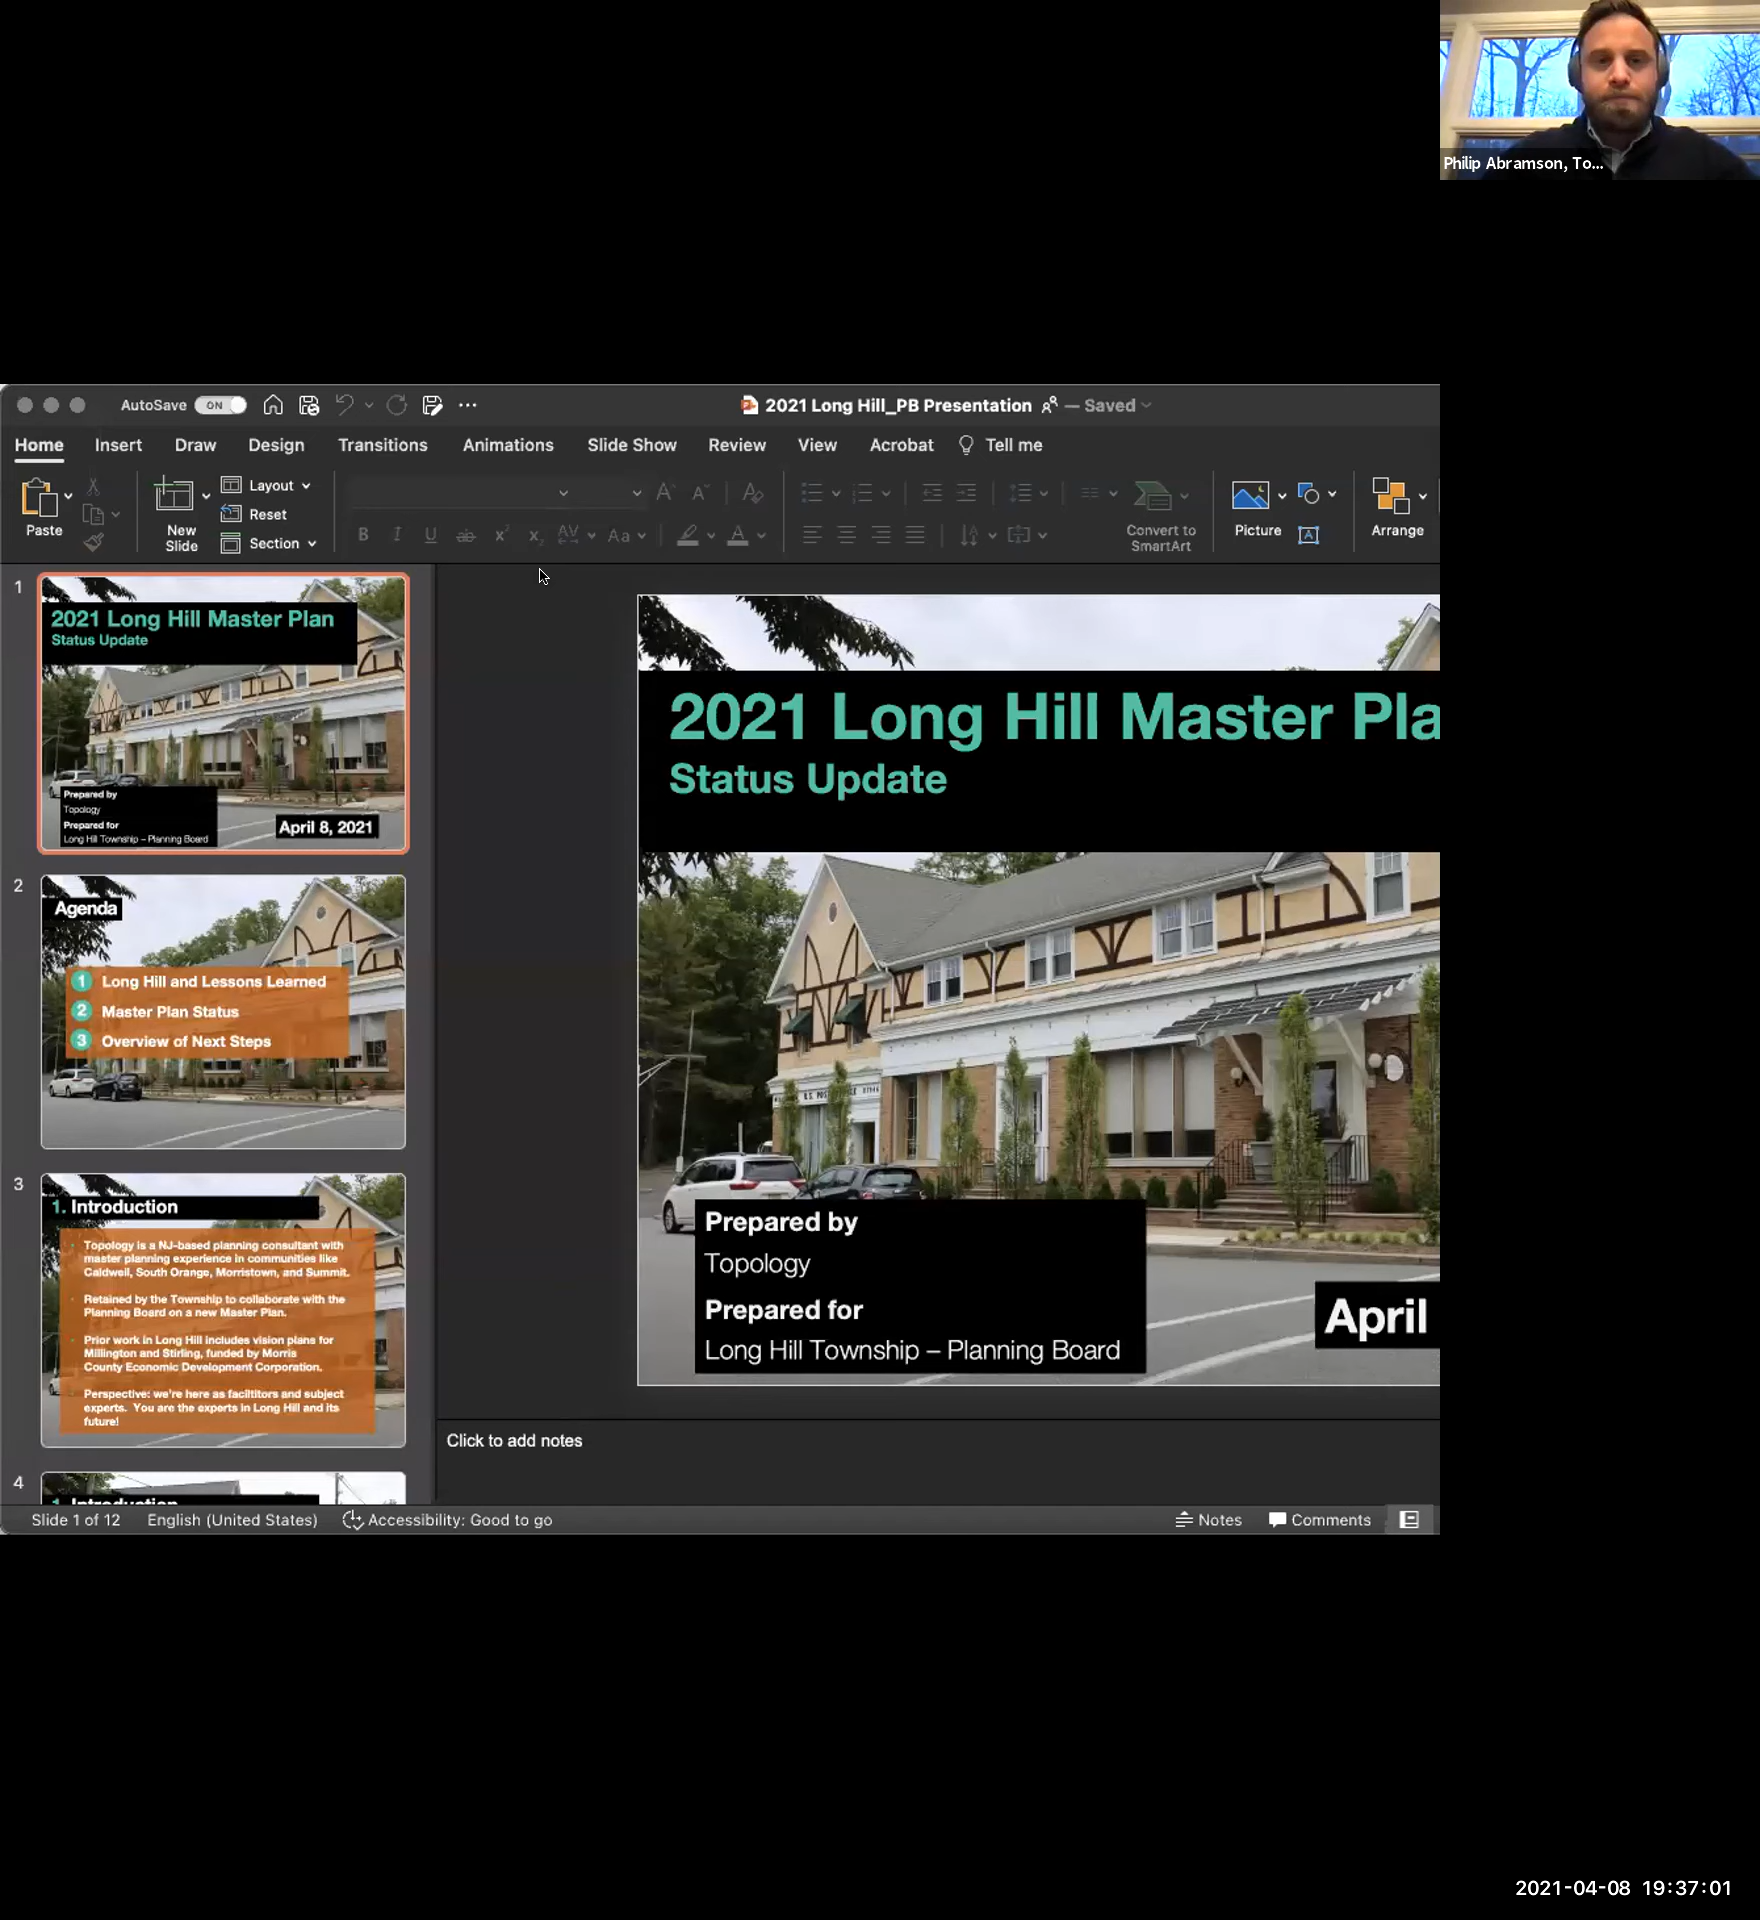 Philip Abramson, To...
AutoSave ON
2021 Long Hill_PB Presentation — Saved
Home Insert Draw Design Transitions Animations Slide Show Review View Acrobat Tell me
Paste
New
Slide
Layout
Reset
Section
B I U ab x² x₂ AV Aa A
A A A
Convert to
SmartArt
Picture
Arrange
1
2021 Long Hill Master Plan
Status Update
Prepared by
Topology
Prepared for
Long Hill Township – Planning Board
April 8, 2021
2
Agenda
1 Long Hill and Lessons Learned
2 Master Plan Status
3 Overview of Next Steps
3
1. Introduction
Topology is a NJ-based planning consultant with
master planning experience in communities like
Caldwell, South Orange, Morristown, and Summit.
Retained by the Township to collaborate with the
Planning Board on a new Master Plan.
Prior work in Long Hill includes vision plans for
Millington and Stirling, funded by Morris
County Economic Development Corporation.
Perspective: we're here as faciltitors and subject
experts. You are the experts in Long Hill and its
future!
4
1. Introduction
2021 Long Hill Master Pla
Status Update
U.S. POST
Prepared by
Topology
Prepared for
Long Hill Township – Planning Board
April
Click to add notes
Slide 1 of 12 English (United States) Accessibility: Good to go Notes Comments
2021-04-08 19:37:01